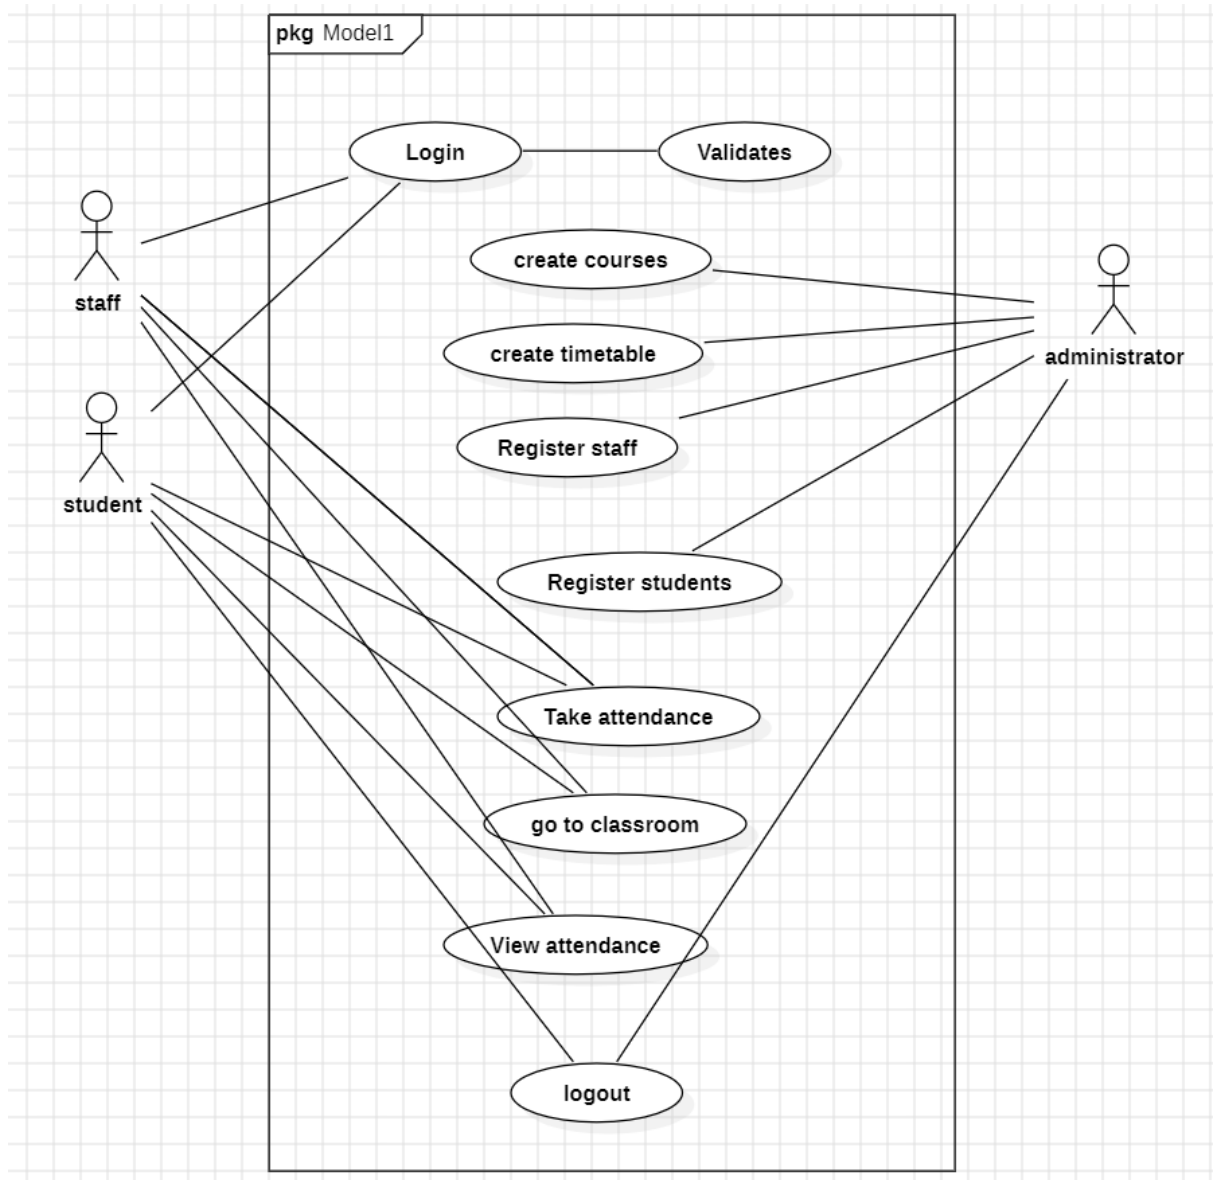 pkg Model1
Login
Validates
staff
create courses
create timetable
administrator
Register staff
student
Register students
Take attendance
go to classroom
View attendance
logout